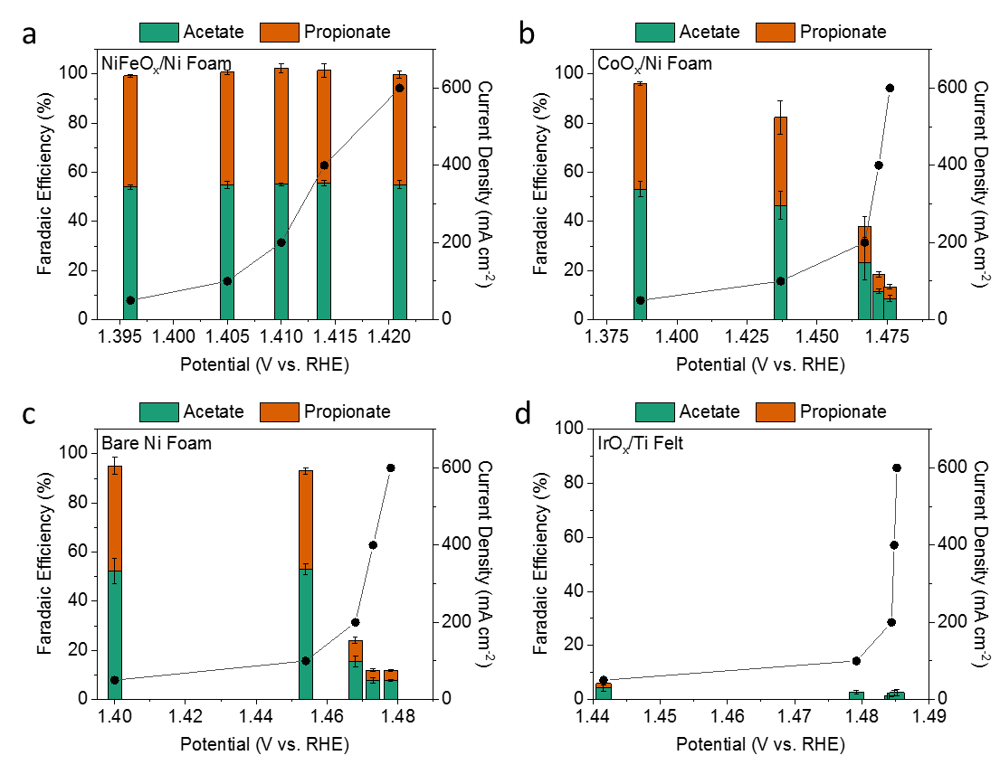 a
Acetate Propionate
NiFeOx/Ni Foam
Faradaic Efficiency (%)
100
80
60
40
20
0
600
400
200
0
Current Density (mA cm-2)
1.395 1.400 1.405 1.410 1.415 1.420
Potential (V vs. RHE)
b
Acetate Propionate
CoOx/Ni Foam
Faradaic Efficiency (%)
100
80
60
40
20
0
600
400
200
0
Current Density (mA cm-2)
1.375 1.400 1.425 1.450 1.475
Potential (V vs. RHE)
c
Acetate Propionate
Bare Ni Foam
Faradaic Efficiency (%)
100
80
60
40
20
0
600
400
200
0
Current Density (mA cm-2)
1.40 1.42 1.44 1.46 1.48
Potential (V vs. RHE)
d
Acetate Propionate
IrOx/Ti Felt
Faradaic Efficiency (%)
100
80
60
40
20
0
600
400
200
0
Current Density (mA cm-2)
1.44 1.45 1.46 1.47 1.48 1.49
Potential (V vs. RHE)